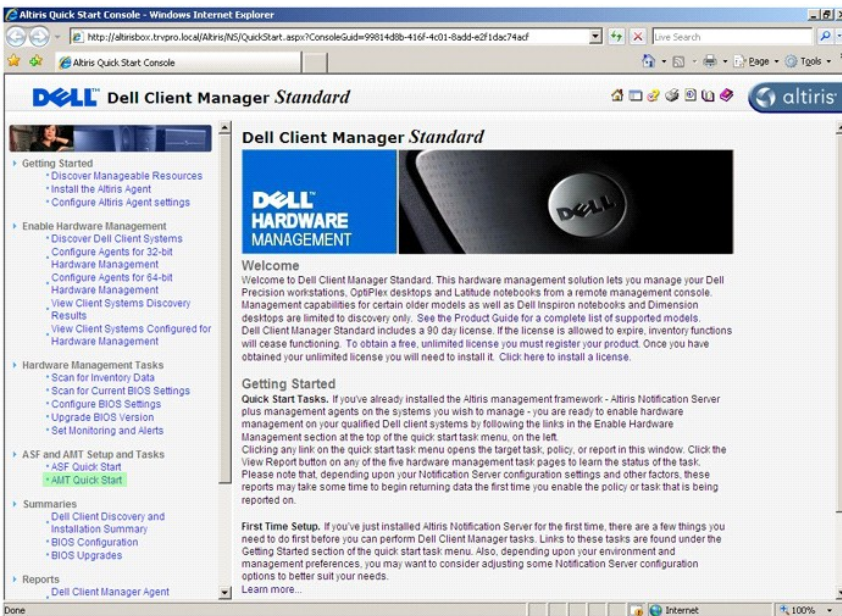 Altiris Quick Start Console - Windows Internet Explorer
http://altirisbox.trvpro.local/Altiris/NS/QuickStart.aspx?ConsoleGuid=99814d8b-416f-4c01-8add-e2f1dac74acf
Live Search
Altiris Quick Start Console
Page
Tools
DELL™ Dell Client Manager Standard
altiris
Getting Started
Discover Manageable Resources
Install the Altiris Agent
Configure Altiris Agent settings
Enable Hardware Management
Discover Dell Client Systems
Configure Agents for 32-bit
Hardware Management
Configure Agents for 64-bit
Hardware Management
View Client Systems Discovery
Results
View Client Systems Configured for
Hardware Management
Hardware Management Tasks
Scan for Inventory Data
Scan for Current BIOS Settings
Configure BIOS Settings
Upgrade BIOS Version
Set Monitoring and Alerts
ASF and AMT Setup and Tasks
ASF Quick Start
AMT Quick Start
Summaries
Dell Client Discovery and
Installation Summary
BIOS Configuration
BIOS Upgrades
Reports
Dell Client Manager Agent
Dell Client Manager Standard
DELL™
HARDWARE
MANAGEMENT
DELL
Welcome
Welcome to Dell Client Manager Standard. This hardware management solution lets you manage your Dell
Precision workstations, OptiPlex desktops and Latitude notebooks from a remote management console.
Management capabilities for certain older models as well as Dell Inspiron notebooks and Dimension
desktops are limited to discovery only. See the Product Guide for a complete list of supported models.
Dell Client Manager Standard includes a 90 day license. If the license is allowed to expire, inventory functions
will cease functioning. To obtain a free, unlimited license you must register your product. Once you have
obtained your unlimited license you will need to install it. Click here to install a license.
Getting Started
Quick Start Tasks. If you've already installed the Altiris management framework - Altiris Notification Server
plus management agents on the systems you wish to manage - you are ready to enable hardware
management on your qualified Dell client systems by following the links in the Enable Hardware
Management section at the top of the quick start task menu, on the left.
Clicking any link on the quick start task menu opens the target task, policy, or report in this window. Click the
View Report button on any of the five hardware management task pages to learn the status of the task.
Please note that, depending upon your Notification Server configuration settings and other factors, these
reports may take some time to begin returning data the first time you enable the policy or task that is being
reported on.
First Time Setup. If you've just installed Altiris Notification Server for the first time, there are a few things you
need to do first before you can perform Dell Client Manager tasks. Links to these tasks are found under the
Getting Started section of the quick start task menu. Also, depending upon your environment and
management preferences, you may want to consider adjusting some Notification Server configuration
options to better suit your needs.
Learn more...
Done
Internet
100%